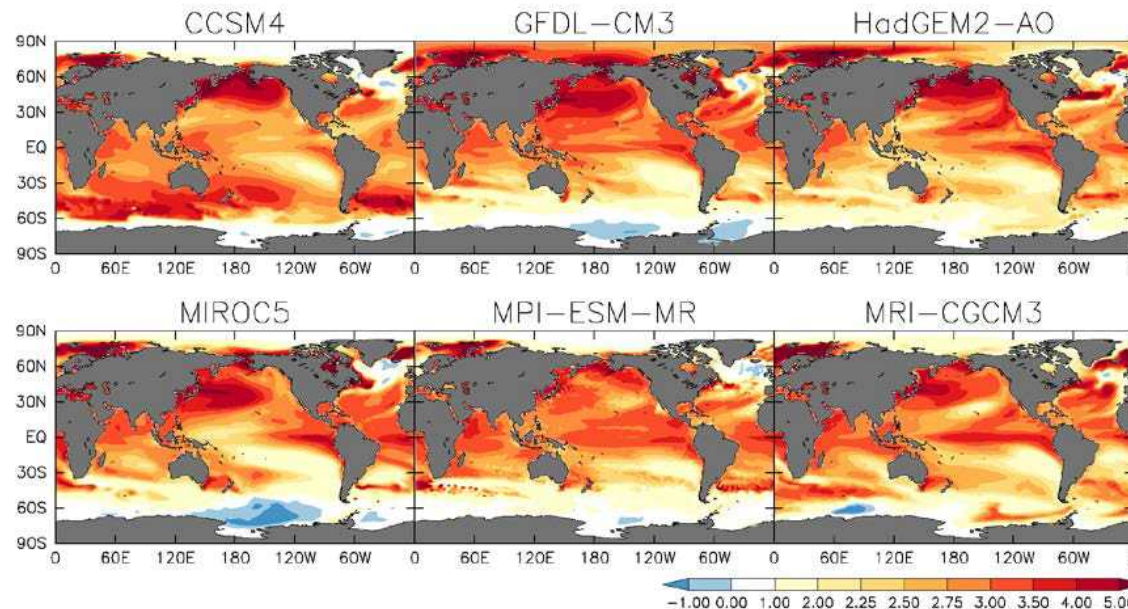 CCSM4 GFDL-CM3 HadGEM2-AO
90N
60N
30N
EQ
30S
60S
90S
0 60E 120E 180 120W 60W 0 60E 120E 180 120W 60W 0 60E 120E 180 120W 60W
MIROC5 MPI-ESM-MR MRI-CGCM3
90N
60N
30N
EQ
30S
60S
90S
0 60E 120E 180 120W 60W 0 60E 120E 180 120W 60W 0 60E 120E 180 120W 60W
-1.00 0.00 1.00 2.00 2.25 2.50 2.75 3.00 3.50 4.00 5.0